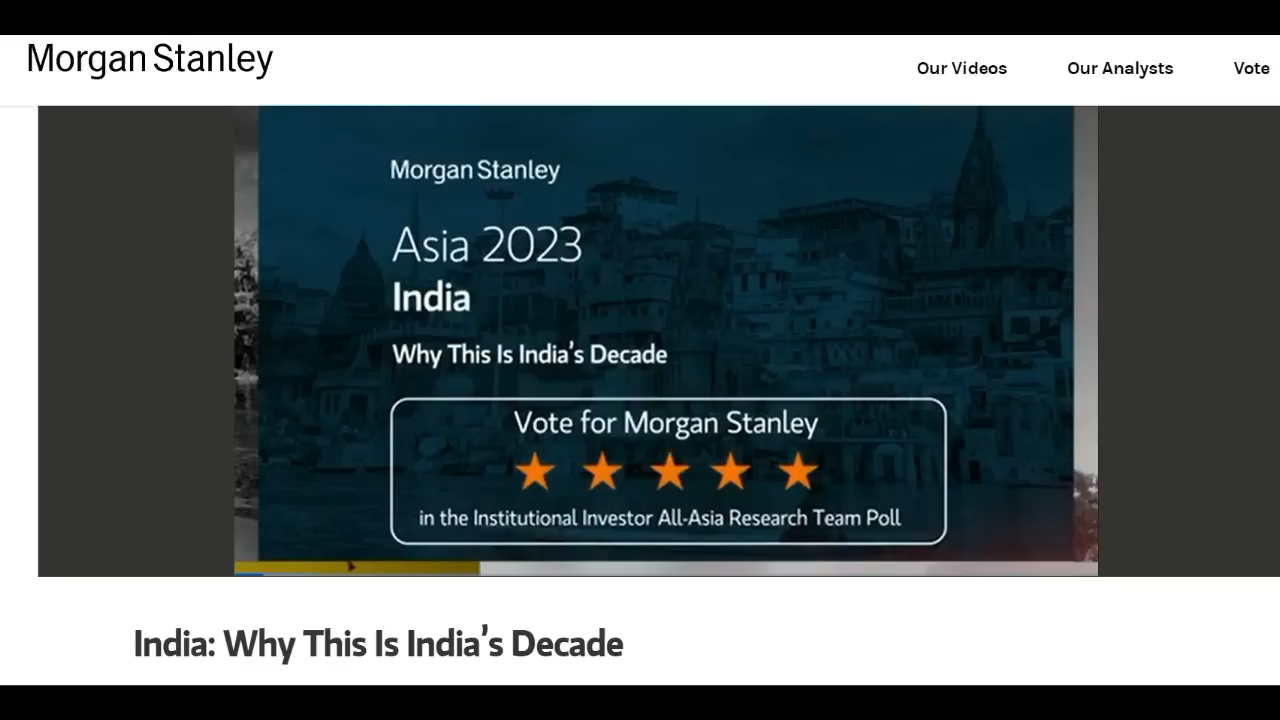 Morgan Stanley
Our Videos
Our Analysts
Vote
Morgan Stanley
Asia 2023
India
Why This Is India's Decade
Vote for Morgan Stanley
in the Institutional Investor All-Asia Research Team Poll
India: Why This Is India's Decade